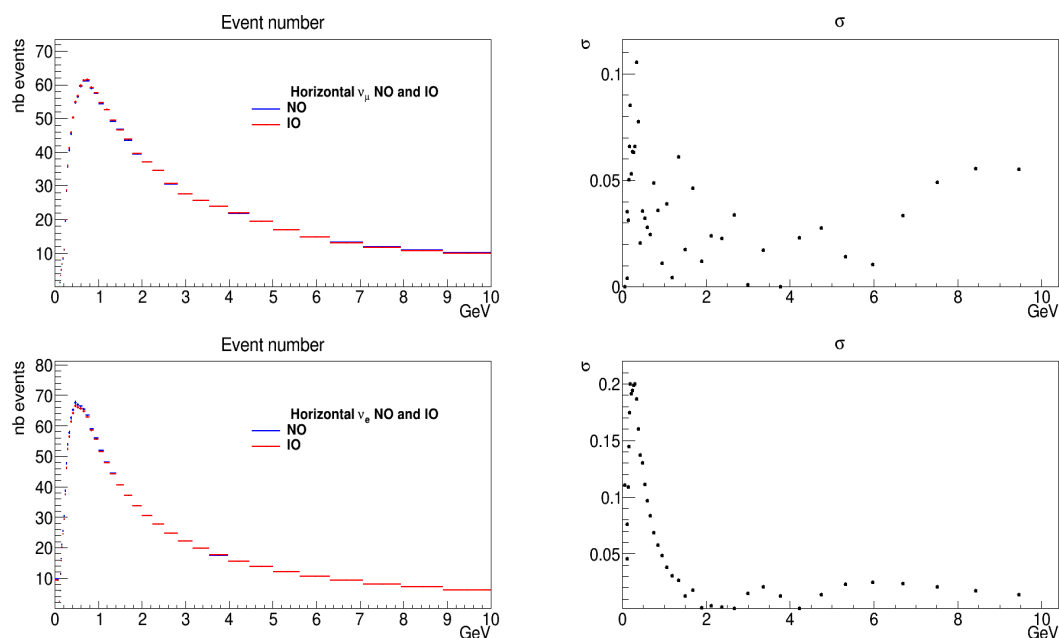 Event number
nb events
70
60
50
40
30
20
10
Horizontal ν_μ NO and IO
NO
IO
0 1 2 3 4 5 6 7 8 9 10
GeV
σ
σ
0.1
0.05
0
0 2 4 6 8 10
GeV
Event number
nb events
80
70
60
50
40
30
20
10
Horizontal ν_e NO and IO
NO
IO
0 1 2 3 4 5 6 7 8 9 10
GeV
σ
σ
0.2
0.15
0.1
0.05
0 2 4 6 8 10
GeV